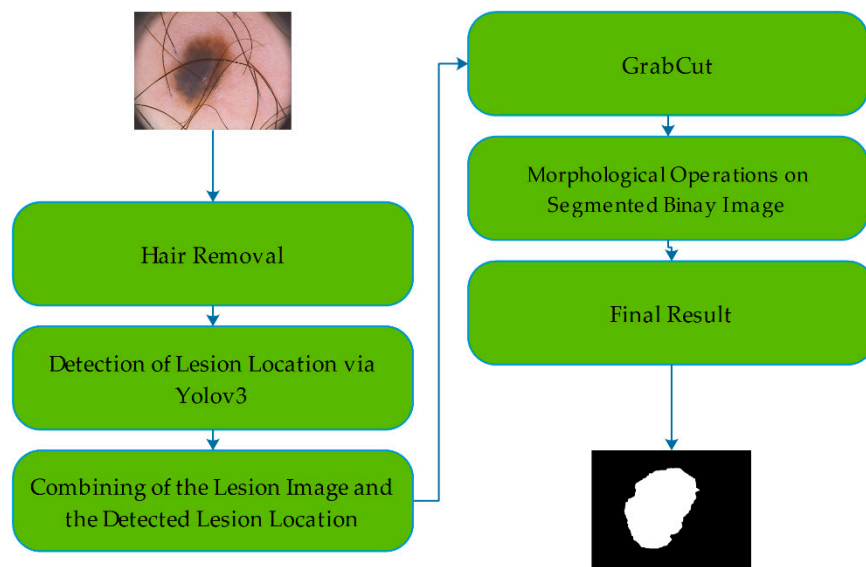 Hair Removal
Detection of Lesion Location via
Yolov3
Combining of the Lesion Image and
the Detected Lesion Location
GrabCut
Morphological Operations on
Segmented Binay Image
Final Result